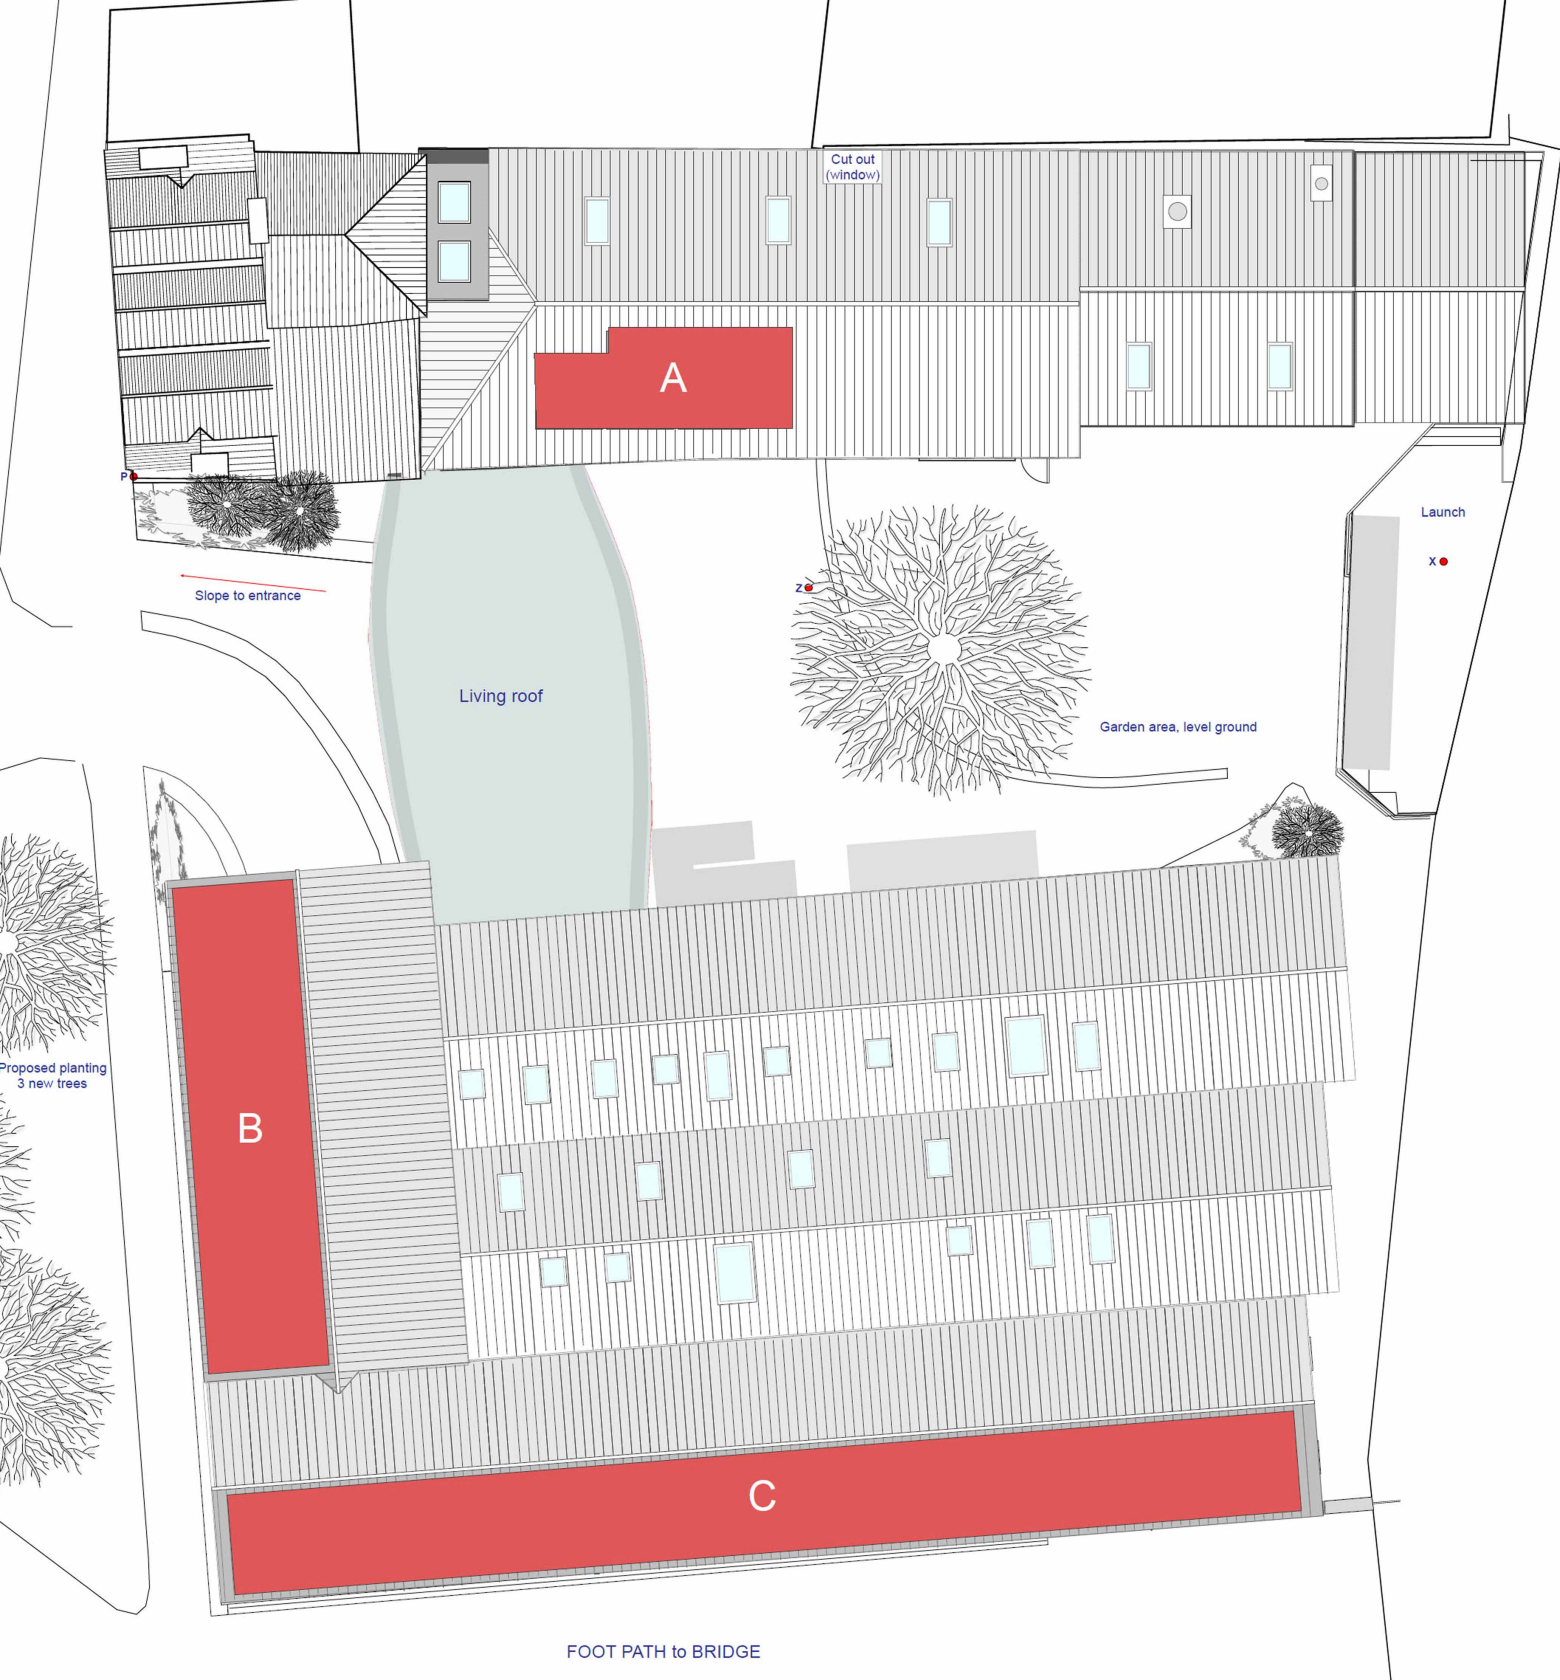 Cut out
(window)
A
P
Launch
X
Slope to entrance
Z
Living roof
Garden area, level ground
Proposed planting
3 new trees
B
C
FOOT PATH to BRIDGE